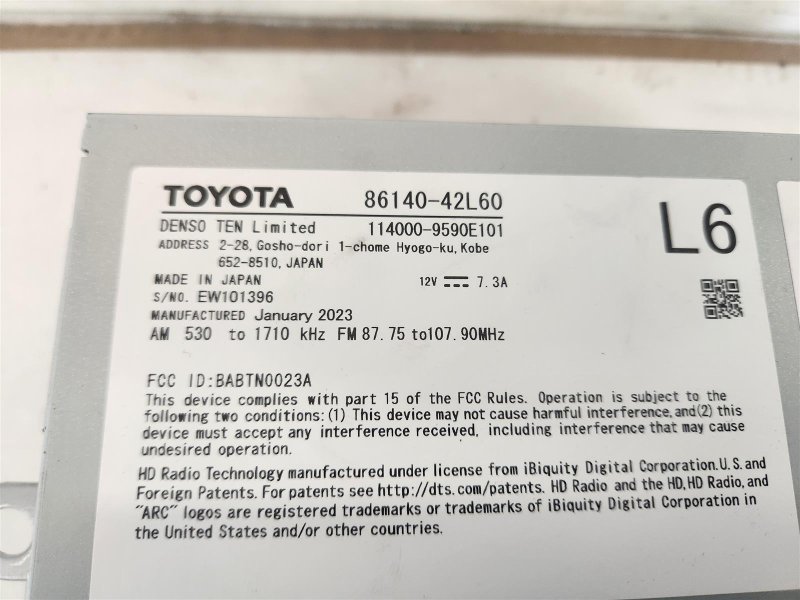 TOYOTA 86140-42L60
DENSO TEN Limited 114000-9590E101
L6
ADDRESS 2-28, Gosho-dori 1-chome Hyogo-ku, Kobe
652-8510, JAPAN
MADE IN JAPAN 12V 7.3A
S/NO. EW101396
MANUFACTURED January 2023
AM 530 to 1710 kHz FM 87.75 to107.90MHz
FCC ID:BABTN0023A
This device complies with part 15 of the FCC Rules. Operation is subject to the
following two conditions: (1) This device may not cause harmful interference, and (2) this
device must accept any interference received, including interference that may cause
undesired operation.
HD Radio Technology manufactured under license from iBiquity Digital Corporation. U.S. and
Foreign Patents. For patents see http://dts.com/patents. HD Radio and the HD, HD Radio, and
"ARC" logos are registered trademarks or trademarks of iBiquity Digital Corporation in
the United States and/or other countries.